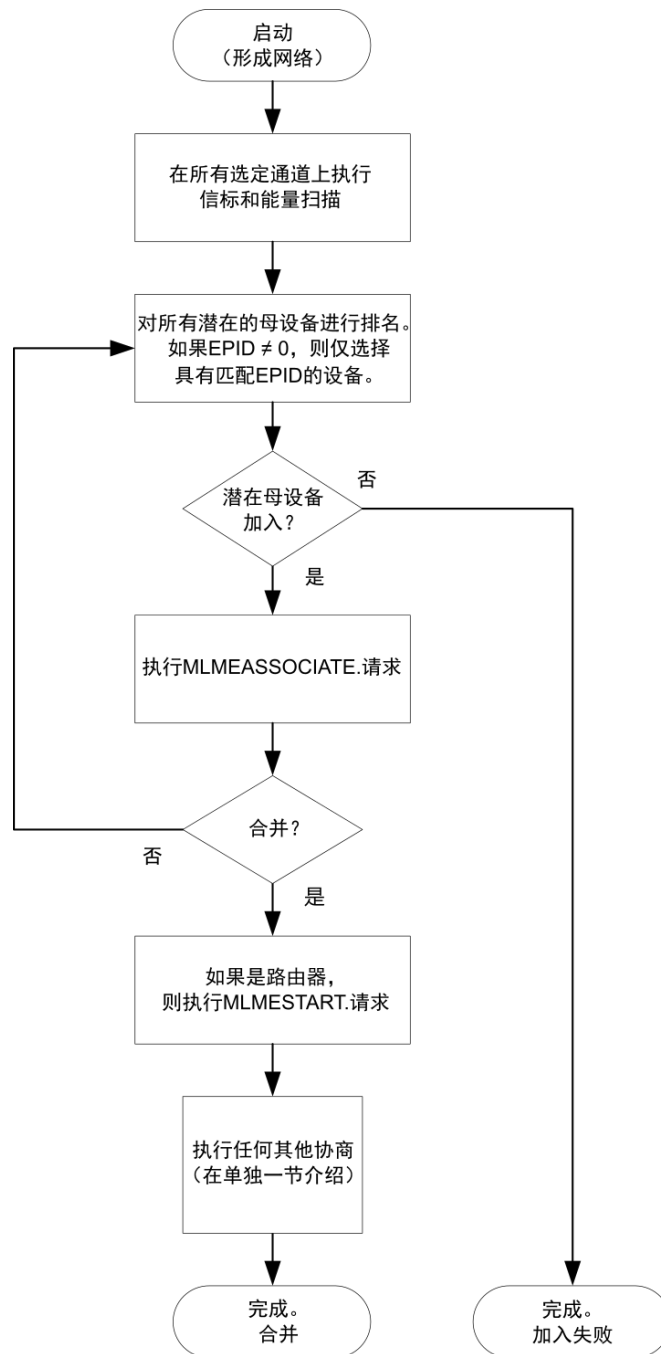 启动
（形成网络）
在所有选定通道上执行
信标和能量扫描
对所有潜在的母设备进行排名。
如果EPID ≠ 0，则仅选择
具有匹配EPID的设备。
潜在母设备
加入？
否
是
执行MLMEASSOCIATE.请求
合并？
否
是
如果是路由器，
则执行MLMESTART.请求
执行任何其他协商
（在单独一节介绍）
完成。
合并
完成。
加入失败